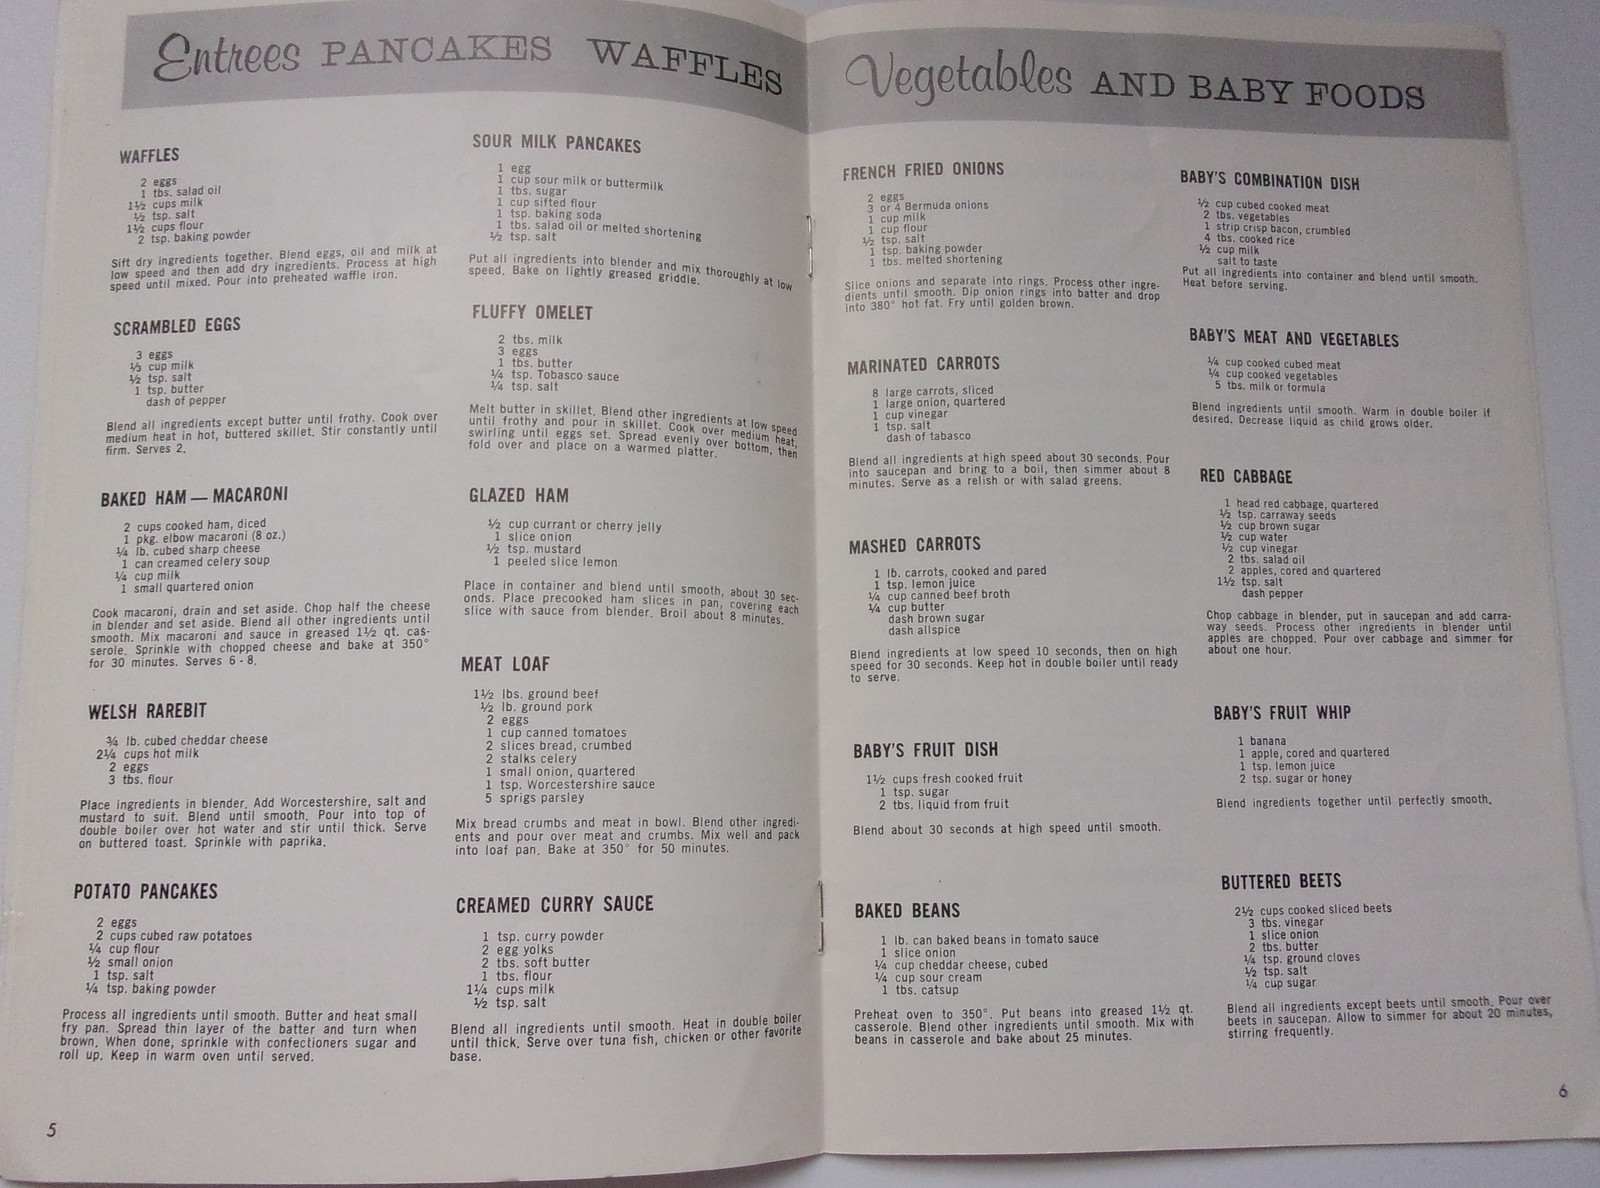 Entrees PANCAKES WAFFLES
WAFFLES
2 eggs
1 tbs. salad oil
1½ cups milk
½ tsp. salt
1½ cups flour
2 tsp. baking powder
Sift dry ingredients together. Blend eggs, oil and milk at
low speed and then add dry ingredients. Process at high
speed until mixed. Pour into preheated waffle iron.
SCRAMBLED EGGS
3 eggs
⅓ cup milk
½ tsp. salt
1 tsp. butter
dash of pepper
Blend all ingredients except butter until frothy. Cook over
medium heat in hot, buttered skillet. Stir constantly until
firm. Serves 2.
BAKED HAM — MACARONI
2 cups cooked ham, diced
1 pkg. elbow macaroni (8 oz.)
¼ lb. cubed sharp cheese
1 can creamed celery soup
¼ cup milk
1 small quartered onion
Cook macaroni, drain and set aside. Chop half the cheese
in blender and set aside. Blend all other ingredients until
smooth. Mix macaroni and sauce in greased 1½ qt. cas-
serole. Sprinkle with chopped cheese and bake at 350°
for 30 minutes. Serves 6 - 8.
WELSH RAREBIT
¾ lb. cubed cheddar cheese
2¼ cups hot milk
2 eggs
3 tbs. flour
Place ingredients in blender. Add Worcestershire, salt and
mustard to suit. Blend until smooth. Pour into top of
double boiler over hot water and stir until thick. Serve
on buttered toast. Sprinkle with paprika.
POTATO PANCAKES
2 eggs
2 cups cubed raw potatoes
¼ cup flour
½ small onion
1 tsp. salt
¼ tsp. baking powder
Process all ingredients until smooth. Butter and heat small
fry pan. Spread thin layer of the batter and turn when
brown. When done, sprinkle with confectioners sugar and
roll up. Keep in warm oven until served.
5
SOUR MILK PANCAKES
1 egg
1 cup sour milk or buttermilk
1 tbs. sugar
1 cup sifted flour
1 tsp. baking soda
1 tbs. salad oil or melted shortening
½ tsp. salt
Put all ingredients into blender and mix thoroughly at low
speed. Bake on lightly greased griddle.
FLUFFY OMELET
2 tbs. milk
3 eggs
1 tbs. butter
¼ tsp. Tobasco sauce
¼ tsp. salt
Melt butter in skillet. Blend other ingredients at low speed
until frothy and pour in skillet. Cook over medium heat,
swirling until eggs set. Spread evenly over bottom, then
fold over and place on a warmed platter.
GLAZED HAM
½ cup currant or cherry jelly
1 slice onion
½ tsp. mustard
1 peeled slice lemon
Place in container and blend until smooth, about 30 sec-
onds. Place precooked ham slices in pan, covering each
slice with sauce from blender. Broil about 8 minutes.
MEAT LOAF
1½ lbs. ground beef
½ lb. ground pork
2 eggs
1 cup canned tomatoes
2 slices bread, crumbed
2 stalks celery
1 small onion, quartered
1 tsp. Worcestershire sauce
5 sprigs parsley
Mix bread crumbs and meat in bowl. Blend other ingredi-
ents and pour over meat and crumbs. Mix well and pack
into loaf pan. Bake at 350° for 50 minutes.
CREAMED CURRY SAUCE
1 tsp. curry powder
2 egg yolks
2 tbs. soft butter
1 tbs. flour
1¼ cups milk
½ tsp. salt
Blend all ingredients until smooth. Heat in double boiler
until thick. Serve over tuna fish, chicken or other favorite
base.
Vegetables AND BABY FOODS
FRENCH FRIED ONIONS
2 eggs
3 or 4 Bermuda onions
1 cup milk
1 cup flour
½ tsp. salt
1 tsp. baking powder
1 tbs. melted shortening
Slice onions and separate into rings. Process other ingre-
dients until smooth. Dip onion rings into batter and drop
into 380° hot fat. Fry until golden brown.
MARINATED CARROTS
8 large carrots, sliced
1 large onion, quartered
1 cup vinegar
1 tsp. salt
dash of tabasco
Blend all ingredients at high speed about 30 seconds. Pour
into saucepan and bring to a boil, then simmer about 8
minutes. Serve as a relish or with salad greens.
MASHED CARROTS
1 lb. carrots, cooked and pared
1 tsp. lemon juice
¼ cup canned beef broth
¼ cup butter
dash brown sugar
dash allspice
Blend ingredients at low speed 10 seconds, then on high
speed for 30 seconds. Keep hot in double boiler until ready
to serve.
BABY'S FRUIT DISH
1½ cups fresh cooked fruit
1 tsp. sugar
2 tbs. liquid from fruit
Blend about 30 seconds at high speed until smooth.
BAKED BEANS
1 lb. can baked beans in tomato sauce
1 slice onion
¼ cup cheddar cheese, cubed
¼ cup sour cream
1 tbs. catsup
Preheat oven to 350°. Put beans into greased 1½ qt.
casserole. Blend other ingredients until smooth. Mix with
beans in casserole and bake about 25 minutes.
BABY'S COMBINATION DISH
½ cup cubed cooked meat
2 tbs. vegetables
1 strip crisp bacon, crumbled
4 tbs. cooked rice
½ cup milk
salt to taste
Put all ingredients into container and blend until smooth.
Heat before serving.
BABY'S MEAT AND VEGETABLES
¼ cup cooked cubed meat
¼ cup cooked vegetables
5 tbs. milk or formula
Blend ingredients until smooth. Warm in double boiler if
desired. Decrease liquid as child grows older.
RED CABBAGE
1 head red cabbage, quartered
½ tsp. carraway seeds
½ cup brown sugar
½ cup water
½ cup vinegar
2 tbs. salad oil
2 apples, cored and quartered
1½ tsp. salt
dash pepper
Chop cabbage in blender, put in saucepan and add carra-
way seeds. Process other ingredients in blender until
apples are chopped. Pour over cabbage and simmer for
about one hour.
BABY'S FRUIT WHIP
1 banana
1 apple, cored and quartered
1 tsp. lemon juice
2 tsp. sugar or honey
Blend ingredients together until perfectly smooth.
BUTTERED BEETS
2½ cups cooked sliced beets
3 tbs. vinegar
1 slice onion
2 tbs. butter
¼ tsp. ground cloves
½ tsp. salt
¼ cup sugar
Blend all ingredients except beets until smooth. Pour over
beets in saucepan. Allow to simmer for about 20 minutes,
stirring frequently.
6